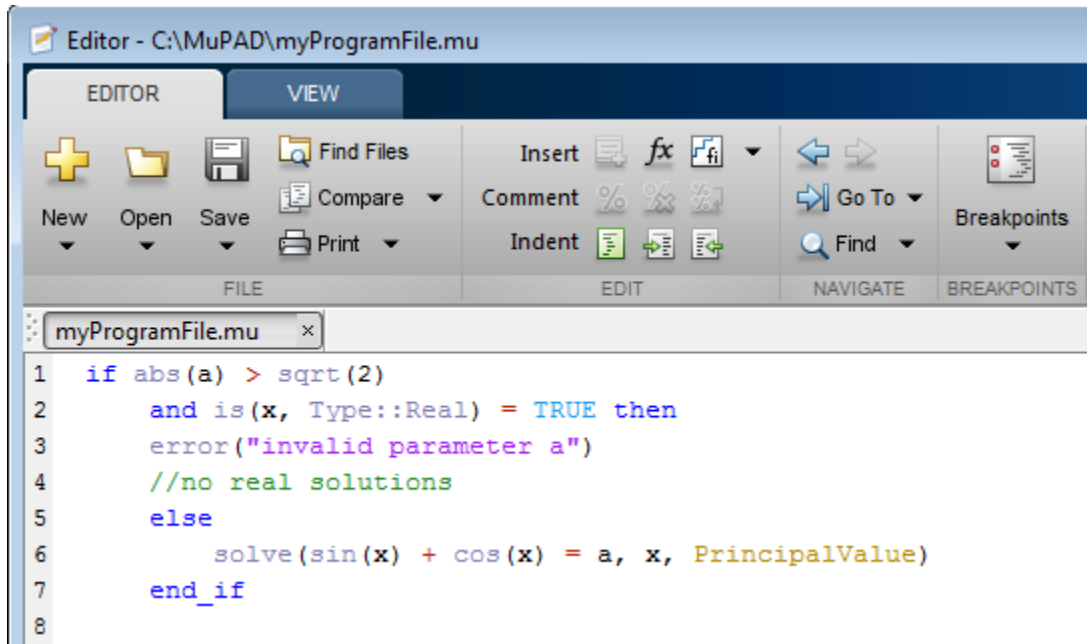 Editor - C:\MuPAD\myProgramFile.mu
EDITOR VIEW
New Open Save
Find Files
Compare
Print
FILE
Insert fx fi
Comment % % %
Indent
EDIT
Go To
Find
NAVIGATE
Breakpoints
BREAKPOINTS
myProgramFile.mu ×
1 if abs(a) > sqrt(2)
2 and is(x, Type::Real) = TRUE then
3 error("invalid parameter a")
4 //no real solutions
5 else
6 solve(sin(x) + cos(x) = a, x, PrincipalValue)
7 end_if
8